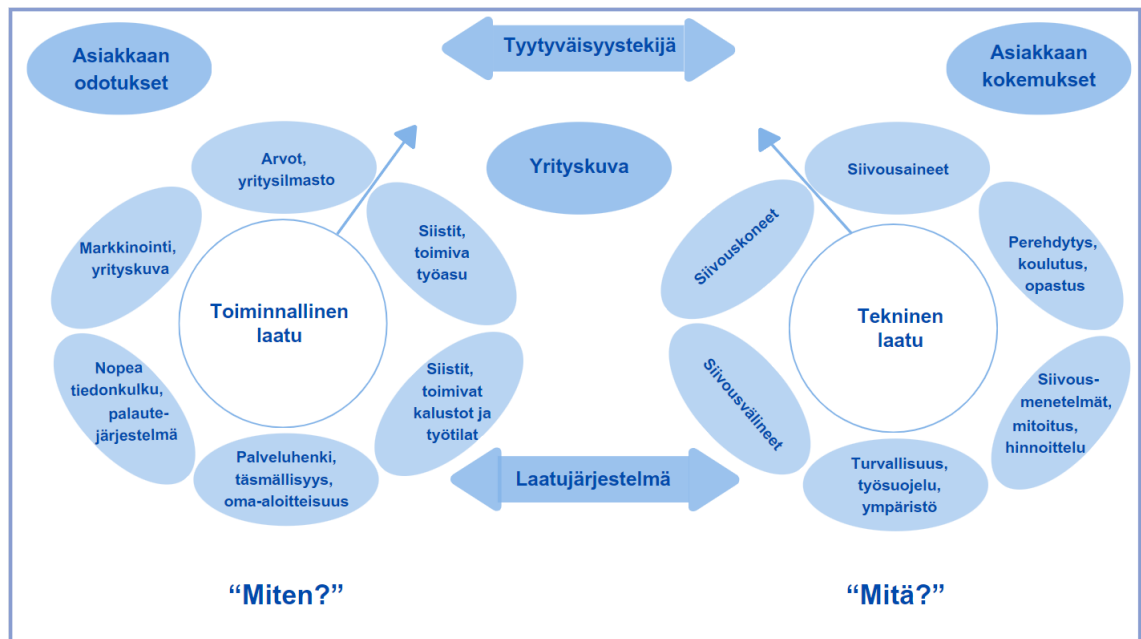 Asiakkaan
odotukset
Tyytyväisyystekijä
Asiakkaan
kokemukset
Yrityskuva
Arvot,
yritysilmasto
Siistit,
toimiva
työasu
Markkinointi,
yrityskuva
Toiminnallinen
laatu
Nopea
tiedonkulku,
palaute-
järjestelmä
Siistit,
toimivat
kalustot ja
työtilat
Palveluhenki,
täsmällisyys,
oma-aloitteisuus
Laatujärjestelmä
Siivousaineet
Siivouskoneet
Perehdytys,
koulutus,
opastus
Tekninen
laatu
Siivousvälineet
Siivous-
menetelmät,
mitoitus,
hinnoittelu
Turvallisuus,
työsuojelu,
ympäristö
“Miten?”
“Mitä?”